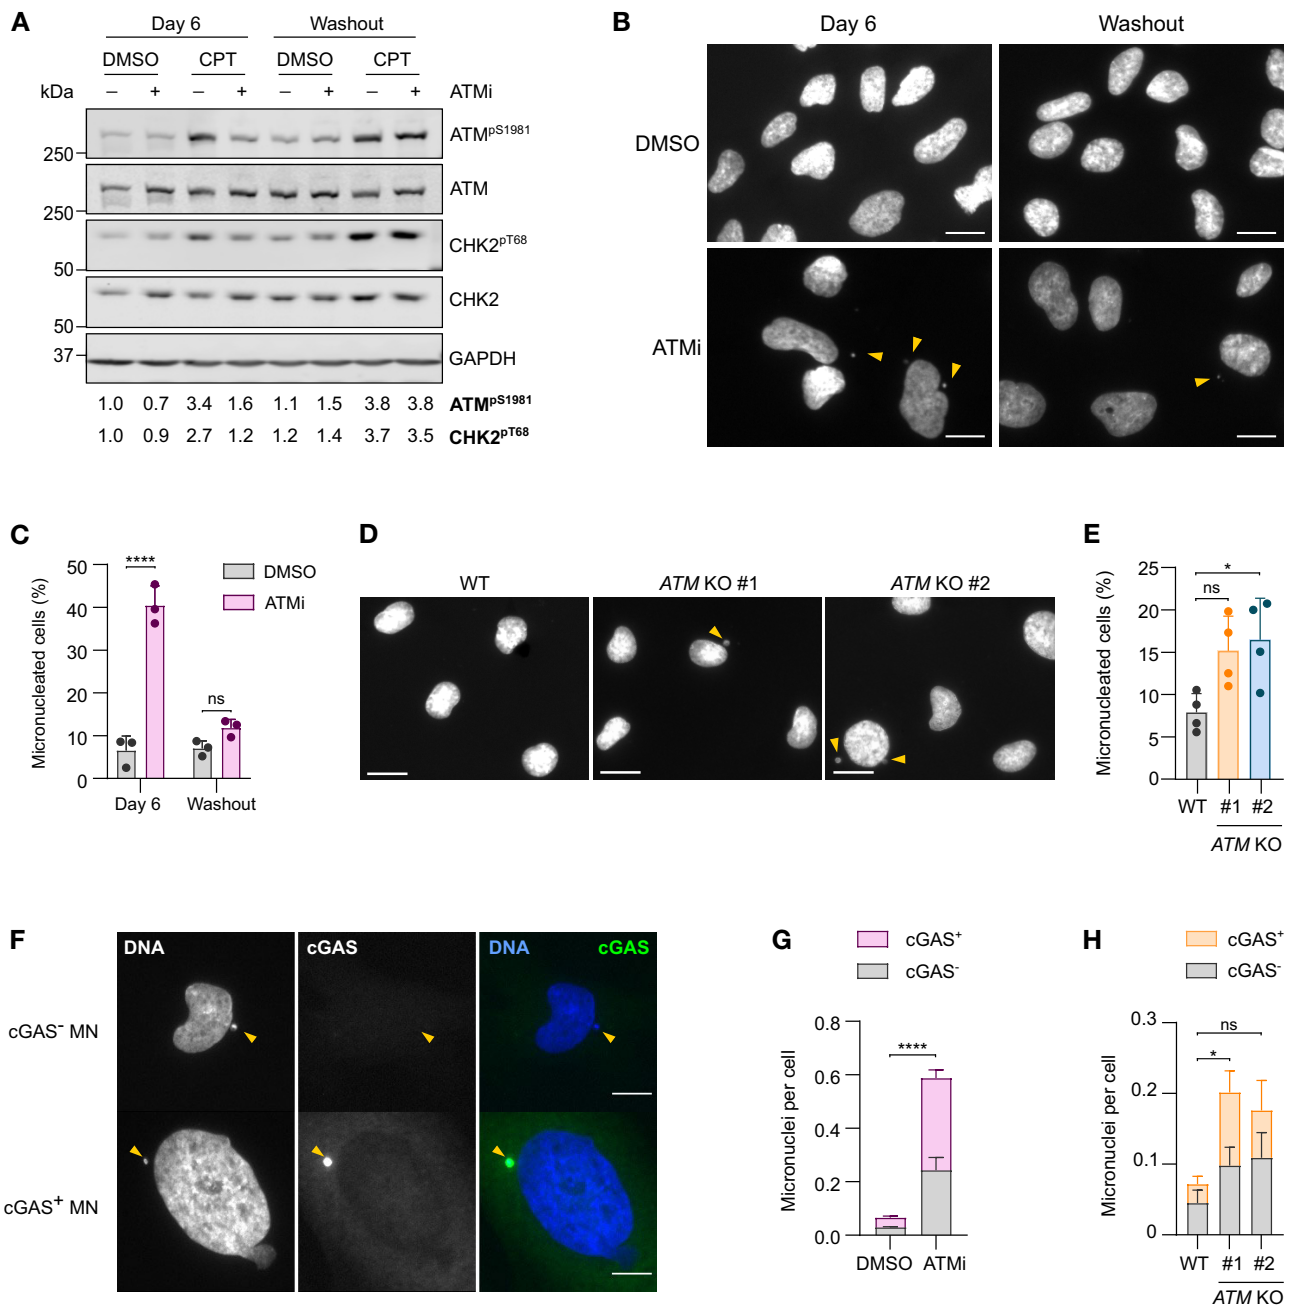 A
Day 6 Washout
DMSO CPT DMSO CPT
kDa – + – + – + – + ATMi
ATMpS1981
250
ATM
250
CHK2pT68
50
CHK2
50
37 GAPDH
1.0 0.7 3.4 1.6 1.1 1.5 3.8 3.8 ATMpS1981
1.0 0.9 2.7 1.2 1.2 1.4 3.7 3.5 CHK2pT68
B
Day 6 Washout
DMSO
ATMi
C
Micronucleated cells (%)
50
40
30
20
10
0
****
ns
DMSO
ATMi
Day 6 Washout
D
WT ATM KO #1 ATM KO #2
E
Micronucleated cells (%)
25
20
15
10
5
0
*
ns
WT #1 #2
ATM KO
F
DNA cGAS DNA cGAS
cGAS- MN
cGAS+ MN
G
cGAS+
cGAS-
Micronuclei per cell
0.8
0.6
0.4
0.2
0.0
****
DMSO ATMi
H
cGAS+
cGAS-
Micronuclei per cell
0.3
0.2
0.1
0
ns
*
WT #1 #2
ATM KO